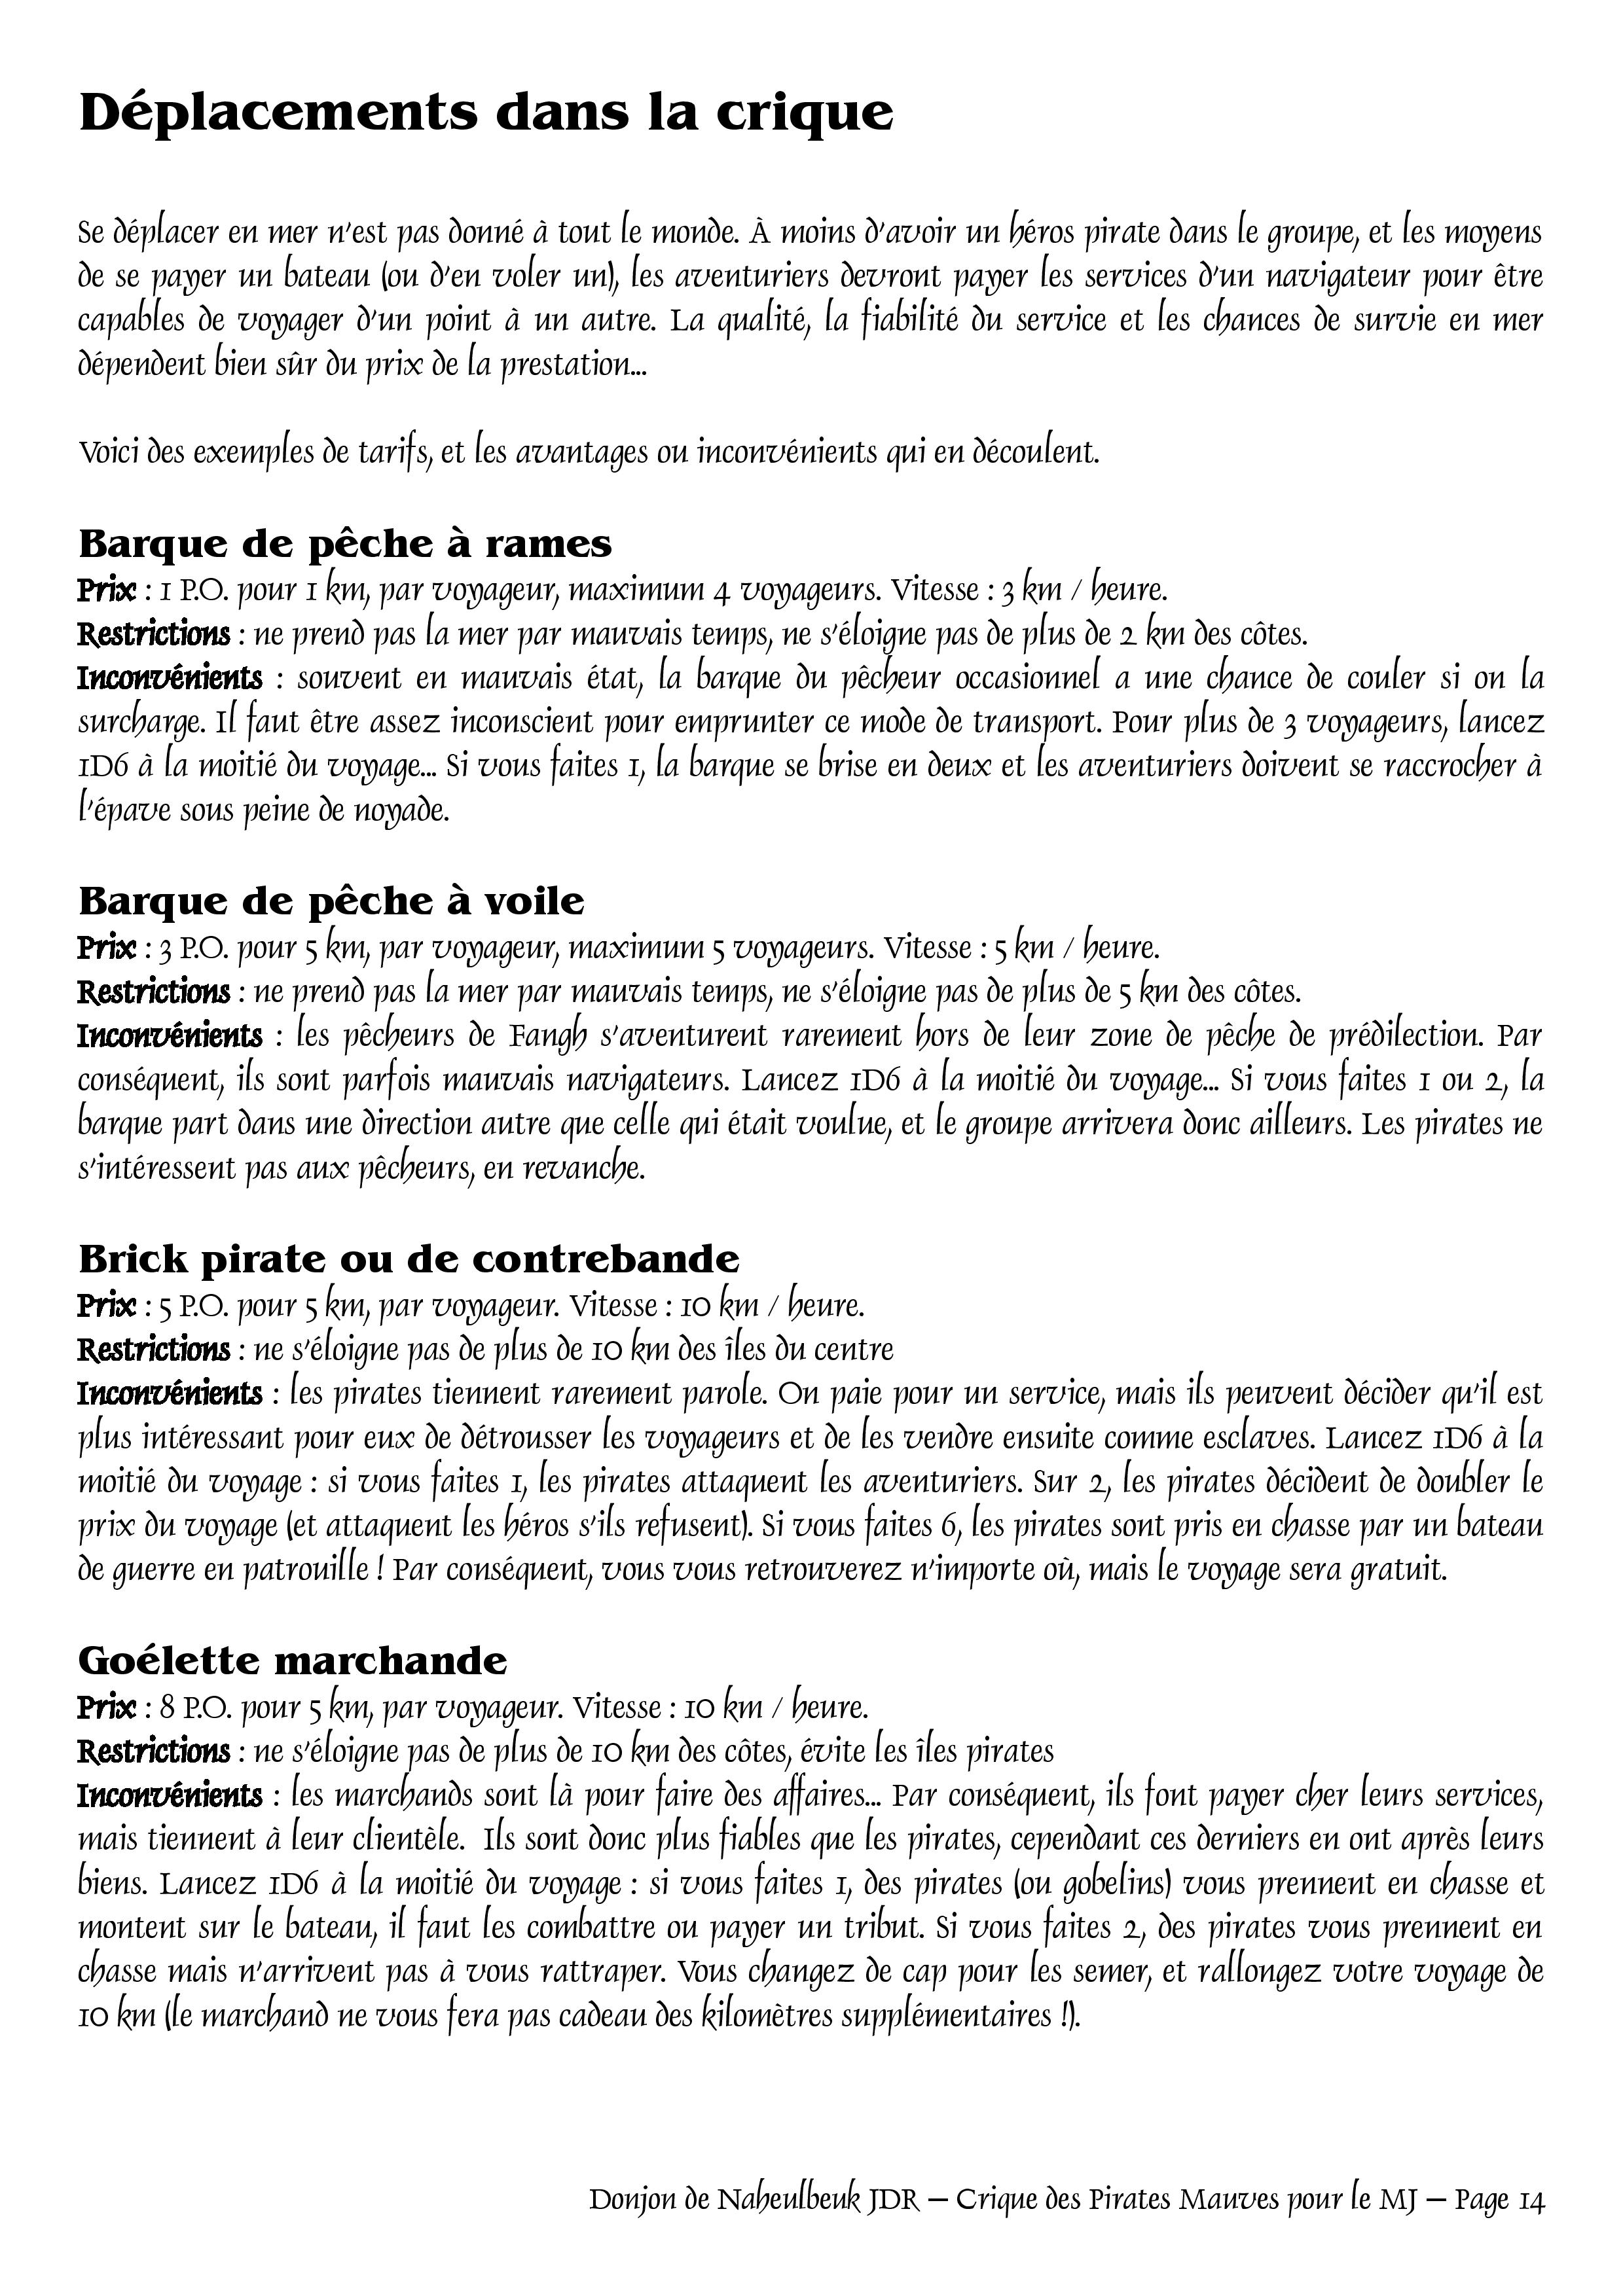 Déplacements dans la crique
Se déplacer en mer n'est pas donné à tout le monde. À moins d'avoir un héros pirate dans le groupe, et les moyens
de se payer un bateau (ou d'en voler un), les aventuriers devront payer les services d'un navigateur pour être
capables de voyager d'un point à un autre. La qualité, la fiabilité du service et les chances de survie en mer
dépendent bien sûr du prix de la prestation...
Voici des exemples de tarifs, et les avantages ou inconvénients qui en découlent.
Barque de pêche à rames
Prix : 1 P.O. pour 1 km, par voyageur, maximum 4 voyageurs. Vitesse : 3 km / heure.
Restrictions : ne prend pas la mer par mauvais temps, ne s'éloigne pas de plus de 2 km des côtes.
Inconvénients : souvent en mauvais état, la barque du pêcheur occasionnel a une chance de couler si on la
surcharge. Il faut être assez inconscient pour emprunter ce mode de transport. Pour plus de 3 voyageurs, lancez
1D6 à la moitié du voyage... Si vous faites 1, la barque se brise en deux et les aventuriers doivent se raccrocher à
l'épave sous peine de noyade.
Barque de pêche à voile
Prix : 3 P.O. pour 5 km, par voyageur, maximum 5 voyageurs. Vitesse : 5 km / heure.
Restrictions : ne prend pas la mer par mauvais temps, ne s'éloigne pas de plus de 5 km des côtes.
Inconvénients : les pêcheurs de Fangh s'aventurent rarement hors de leur zone de pêche de prédilection. Par
conséquent, ils sont parfois mauvais navigateurs. Lancez 1D6 à la moitié du voyage... Si vous faites 1 ou 2, la
barque part dans une direction autre que celle qui était voulue, et le groupe arrivera donc ailleurs. Les pirates ne
s'intéressent pas aux pêcheurs, en revanche.
Brick pirate ou de contrebande
Prix : 5 P.O. pour 5 km, par voyageur. Vitesse : 10 km / heure.
Restrictions : ne s'éloigne pas de plus de 10 km des îles du centre
Inconvénients : les pirates tiennent rarement parole. On paie pour un service, mais ils peuvent décider qu'il est
plus intéressant pour eux de détrousser les voyageurs et de les vendre ensuite comme esclaves. Lancez 1D6 à la
moitié du voyage : si vous faites 1, les pirates attaquent les aventuriers. Sur 2, les pirates décident de doubler le
prix du voyage (et attaquent les héros s'ils refusent). Si vous faites 6, les pirates sont pris en chasse par un bateau
de guerre en patrouille ! Par conséquent, vous vous retrouverez n'importe où, mais le voyage sera gratuit.
Goélette marchande
Prix : 8 P.O. pour 5 km, par voyageur. Vitesse : 10 km / heure.
Restrictions : ne s'éloigne pas de plus de 10 km des côtes, évite les îles pirates
Inconvénients : les marchands sont là pour faire des affaires... Par conséquent, ils font payer cher leurs services,
mais tiennent à leur clientèle. Ils sont donc plus fiables que les pirates, cependant ces derniers en ont après leurs
biens. Lancez 1D6 à la moitié du voyage : si vous faites 1, des pirates (ou gobelins) vous prennent en chasse et
montent sur le bateau, il faut les combattre ou payer un tribut. Si vous faites 2, des pirates vous prennent en
chasse mais n'arrivent pas à vous rattraper. Vous changez de cap pour les semer, et rallongez votre voyage de
10 km (le marchand ne vous fera pas cadeau des kilomètres supplémentaires !).
Donjon de Naheulbeuk JDR – Crique des Pirates Mauves pour le MJ – Page 14